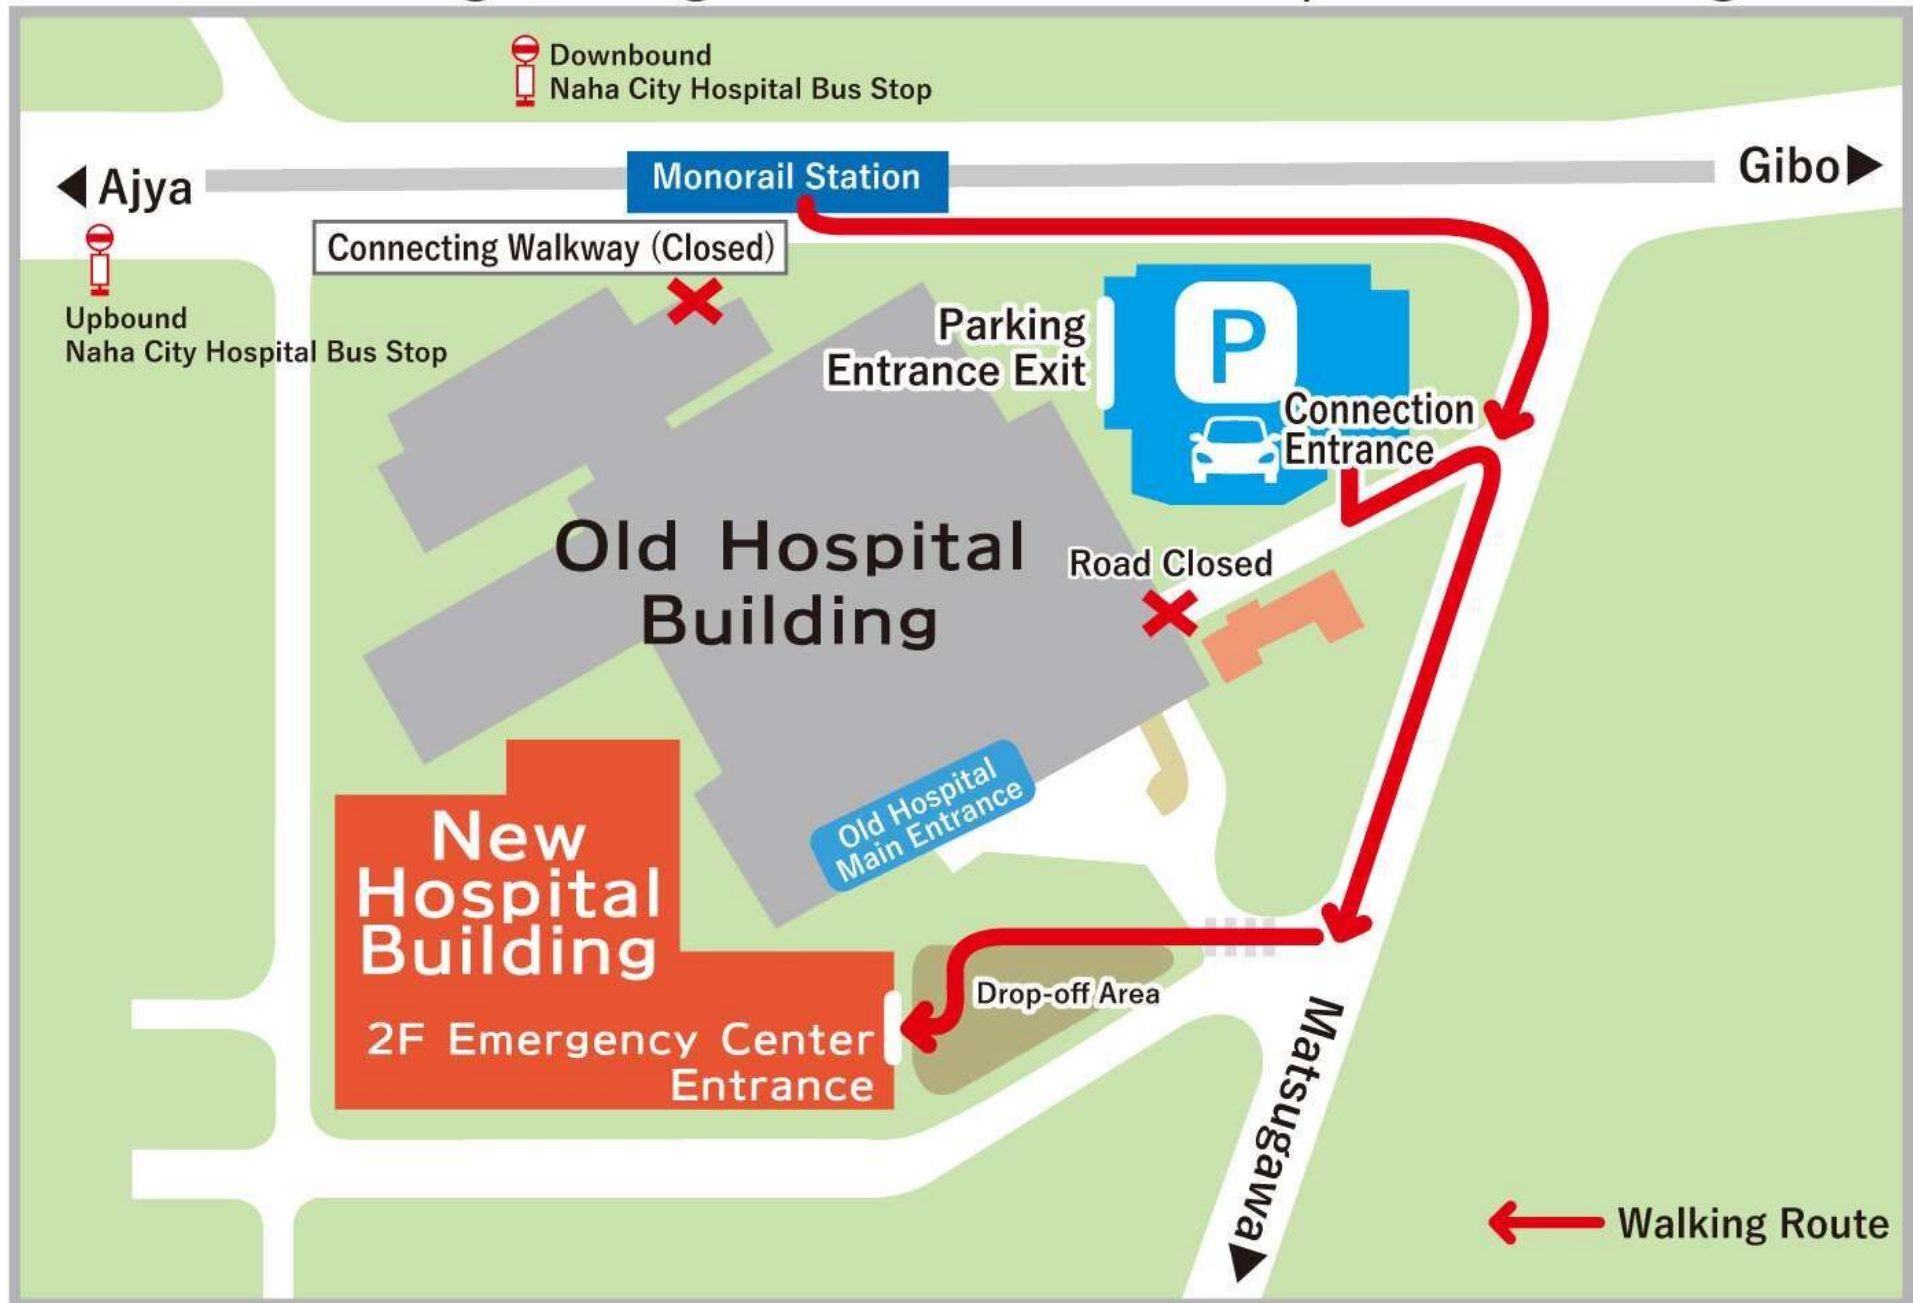 Downbound
Naha City Hospital Bus Stop
Monorail Station
Gibo
Ajya
Connecting Walkway (Closed)
Upbound
Naha City Hospital Bus Stop
Parking
Entrance Exit
P
Connection
Entrance
Old Hospital
Building
Road Closed
Old Hospital
Main Entrance
New
Hospital
Building
2F Emergency Center
Entrance
Drop-off Area
Matsugawa
Walking Route